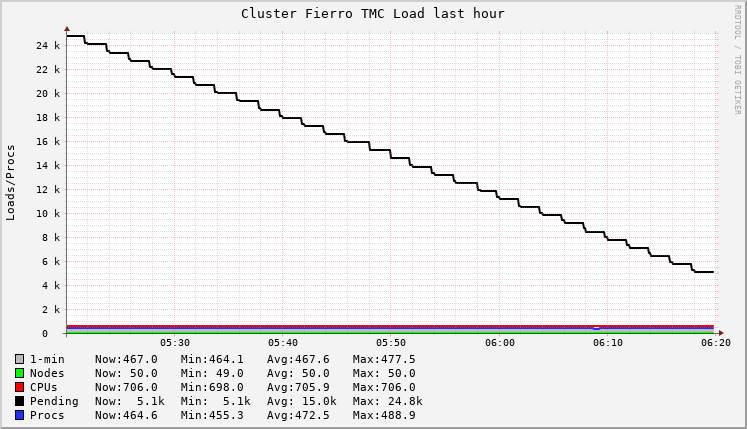 Cluster Fierro TMC Load last hour
RRDTOOL / TOBI OETIKER
Loads/Procs
24 k
22 k
20 k
18 k
16 k
14 k
12 k
10 k
8 k
6 k
4 k
2 k
0
05:30 05:40 05:50 06:00 06:10 06:20
1-min Now:467.0 Min:464.1 Avg:467.6 Max:477.5
Nodes Now: 50.0 Min: 49.0 Avg: 50.0 Max: 50.0
CPUs Now:706.0 Min:698.0 Avg:705.9 Max:706.0
Pending Now: 5.1k Min: 5.1k Avg: 15.0k Max: 24.8k
Procs Now:464.6 Min:455.3 Avg:472.5 Max:488.9